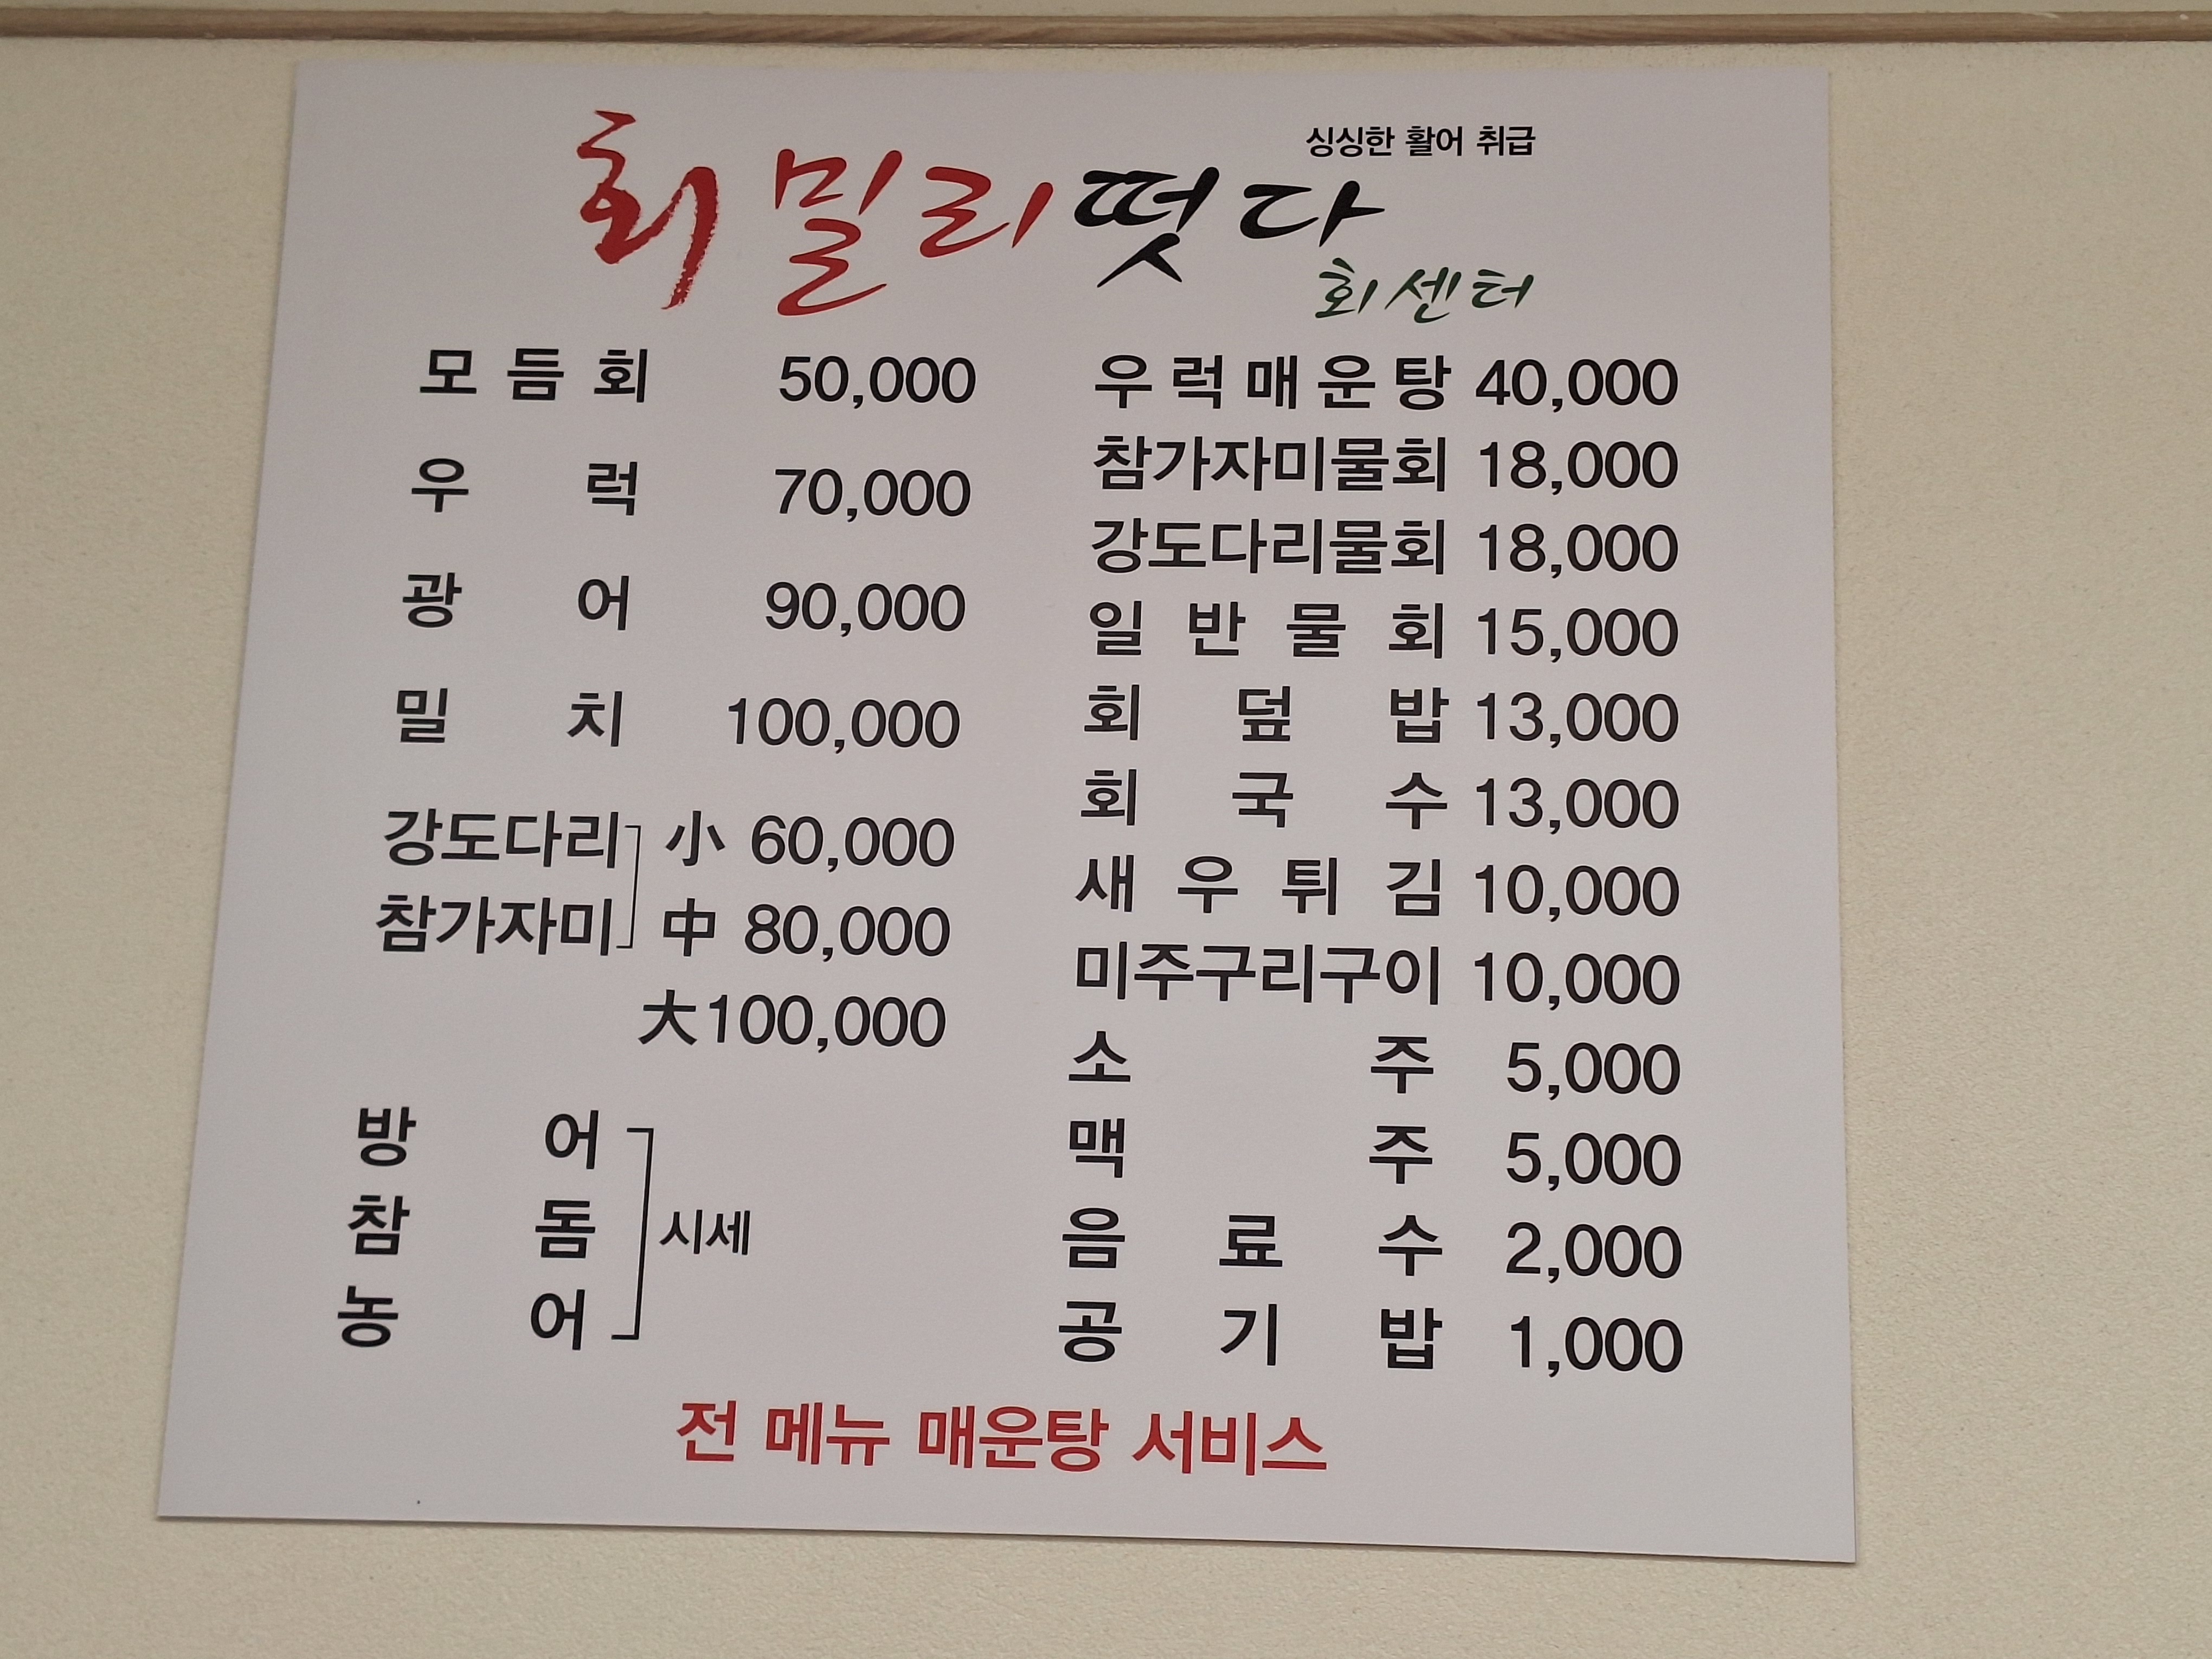 싱싱한 활어 취급
회밀리떳다
회센터
모듬회 50,000
우럭 70,000
광어 90,000
밀치 100,000
강도다리 小 60,000
참가자미 中 80,000
大 100,000
방어
참돔 시세
농어
우럭매운탕 40,000
참가자미물회 18,000
강도다리물회 18,000
일반물회 15,000
회덮밥 13,000
회국수 13,000
새우튀김 10,000
미주구리구이 10,000
소주 5,000
맥주 5,000
음료수 2,000
공기밥 1,000
전 메뉴 매운탕 서비스